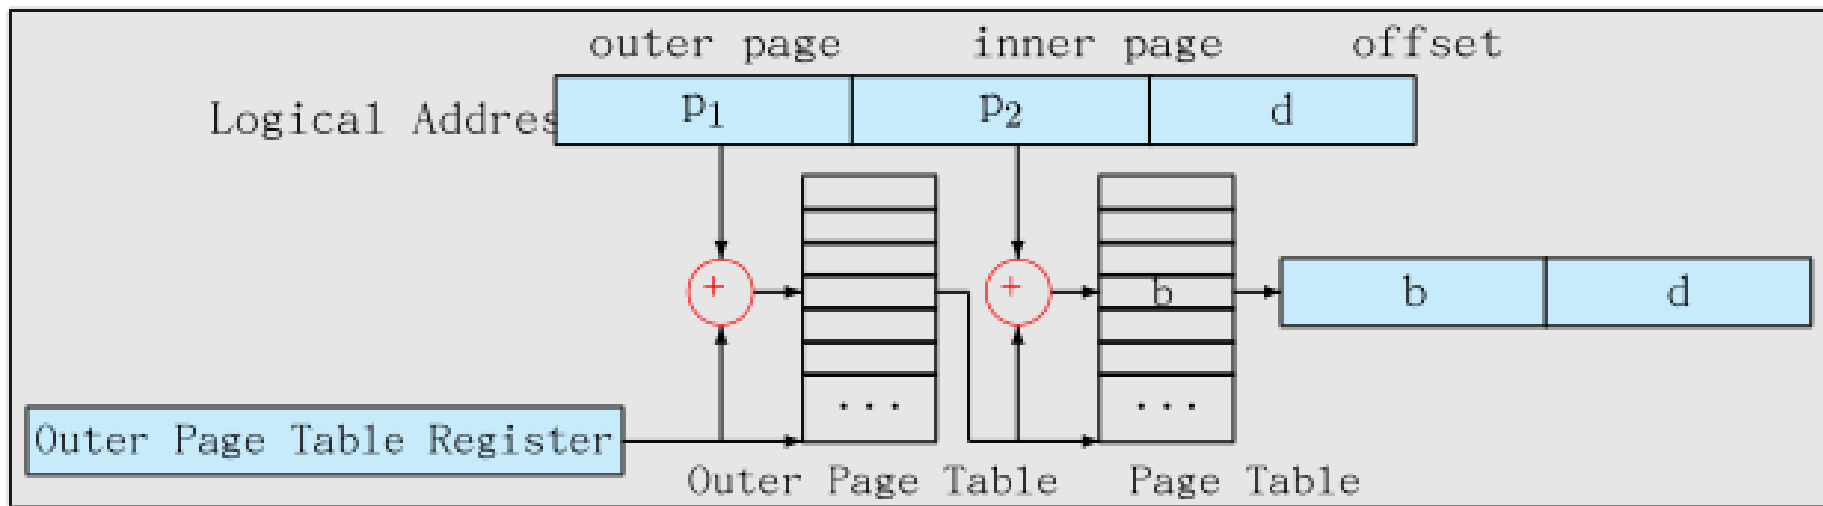 outer page inner page offset
Logical Addres p1 p2 d
+ + b b d
... ...
Outer Page Table Register
Outer Page Table Page Table